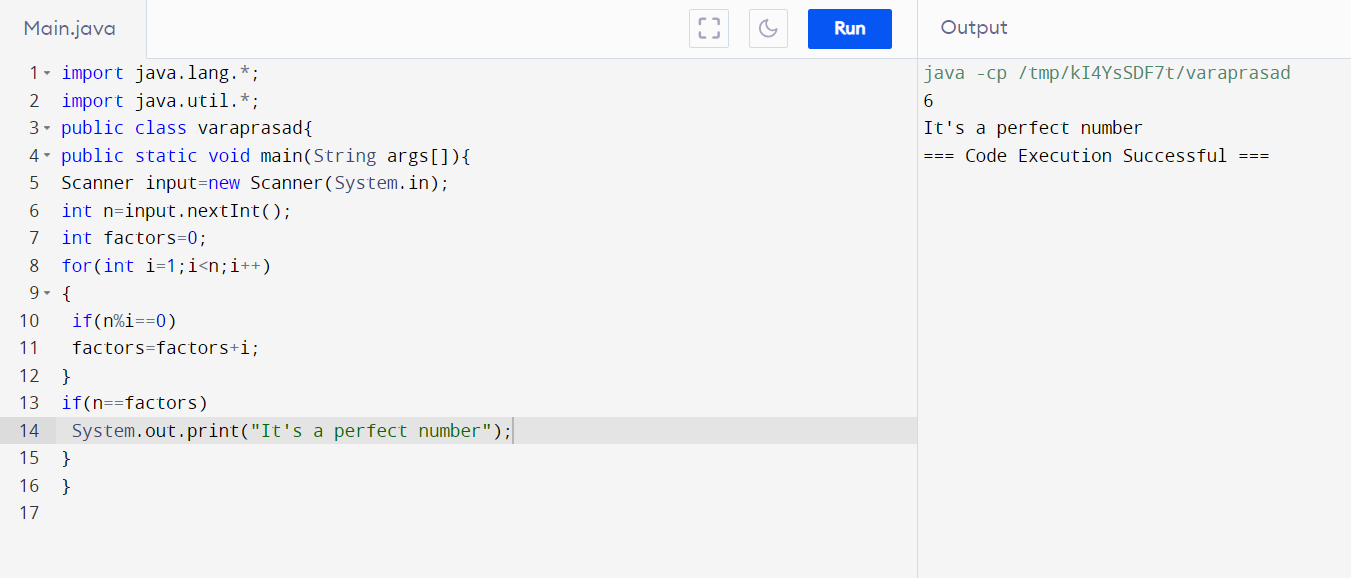 Main.java
Run
Output
1 import java.lang.*;
2 import java.util.*;
3 public class varaprasad{
4 public static void main(String args[]){
5 Scanner input=new Scanner(System.in);
6 int n=input.nextInt();
7 int factors=0;
8 for(int i=1;i<n;i++)
9 {
10  if(n%i==0)
11  factors=factors+i;
12 }
13 if(n==factors)
14  System.out.print("It's a perfect number");
15 }
16 }
17
java -cp /tmp/kI4YsSDF7t/varaprasad
6
It's a perfect number
=== Code Execution Successful ===